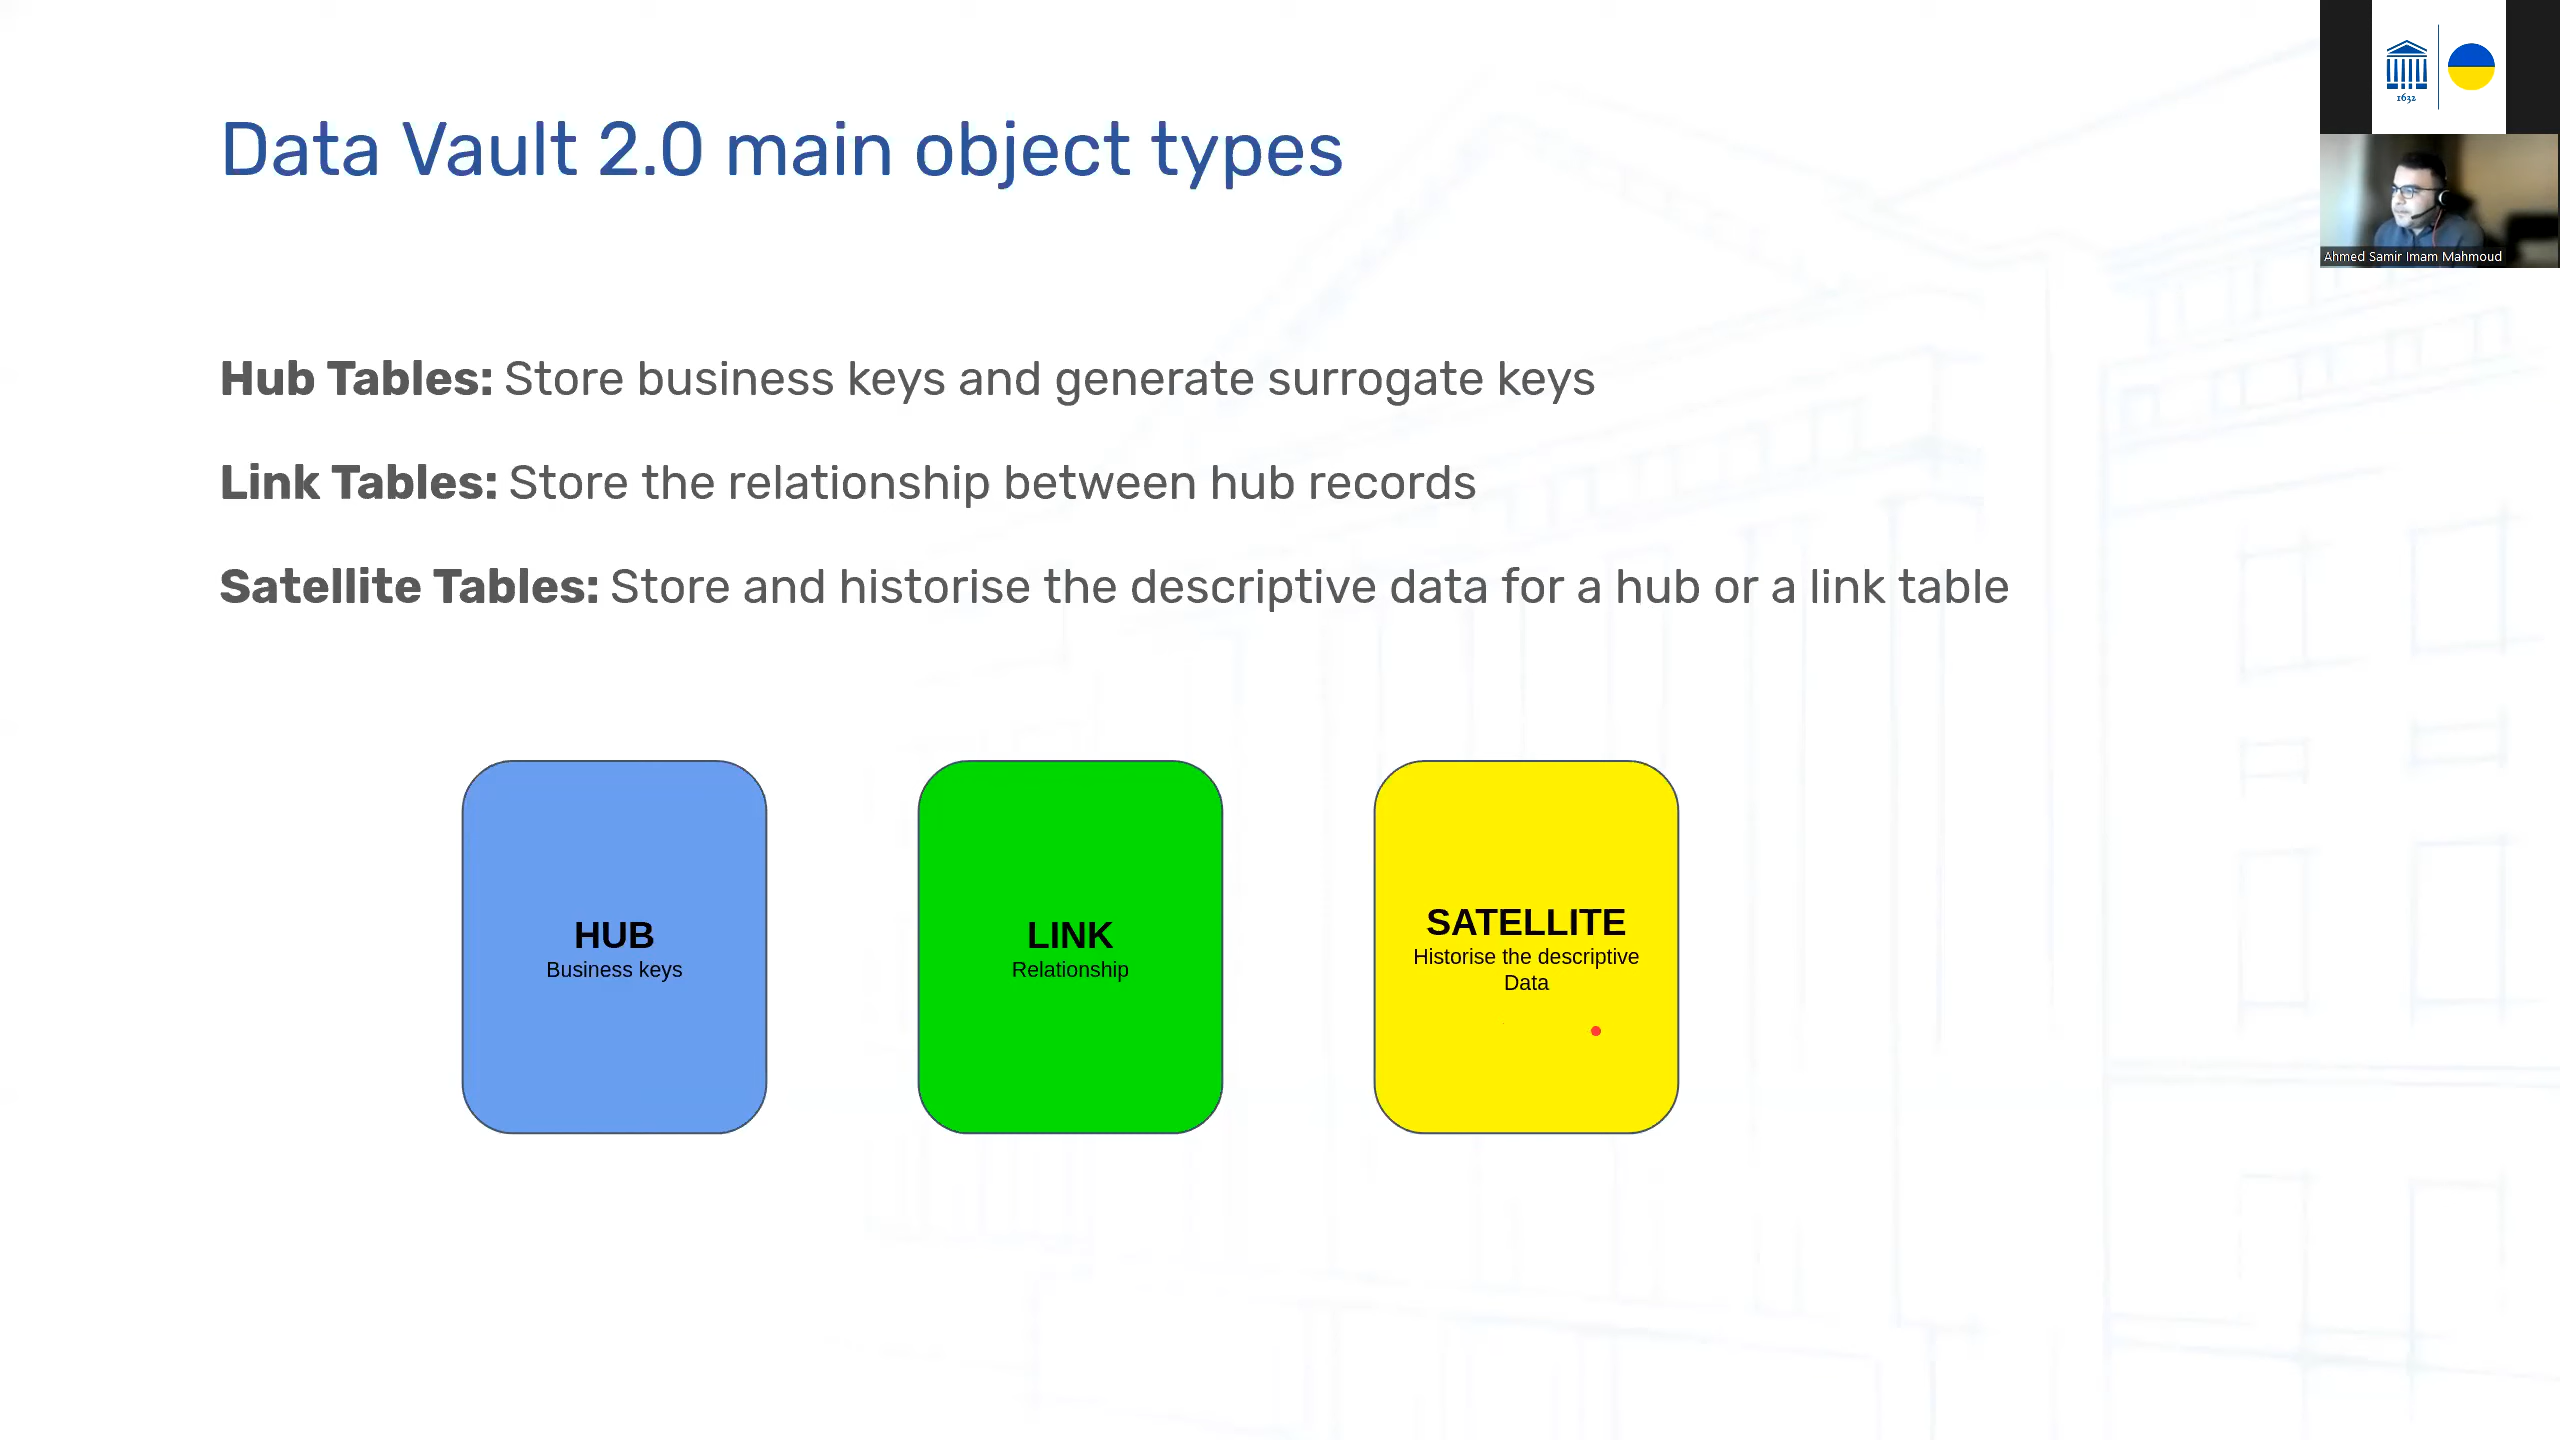 1632
Ahmed Samir Imam Mahmoud
Data Vault 2.0 main object types
Hub Tables: Store business keys and generate surrogate keys
Link Tables: Store the relationship between hub records
Satellite Tables: Store and historise the descriptive data for a hub or a link table
HUB
Business keys
LINK
Relationship
SATELLITE
Historise the descriptive
Data